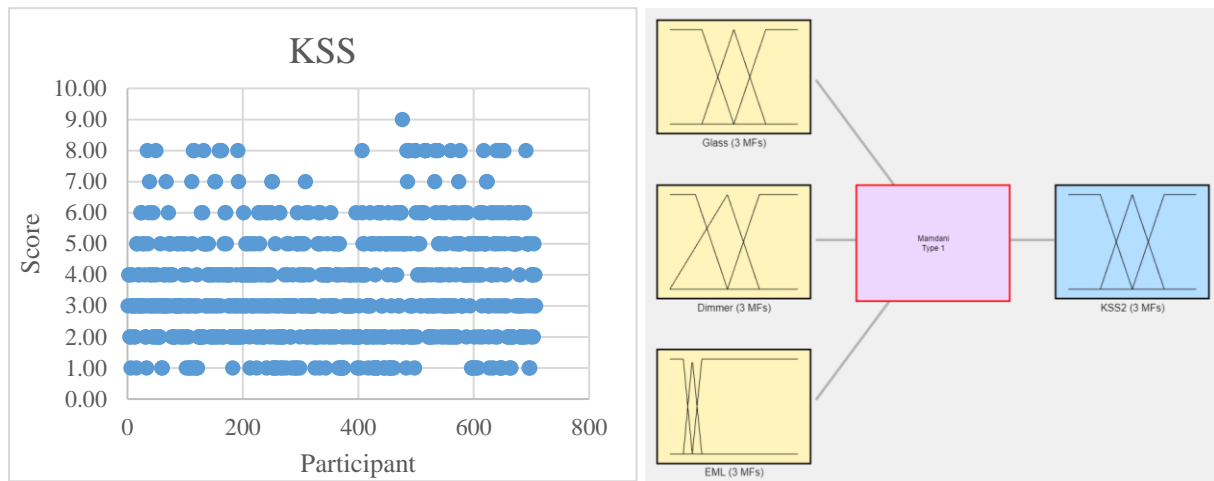 KSS
10.00
9.00
8.00
7.00
6.00
5.00
4.00
3.00
2.00
1.00
0.00
Score
0 200 400 600 800
Participant
Glass (3 MFs)
Dimmer (3 MFs)
EML (3 MFs)
Mamdani
Type 1
KSS2 (3 MFs)